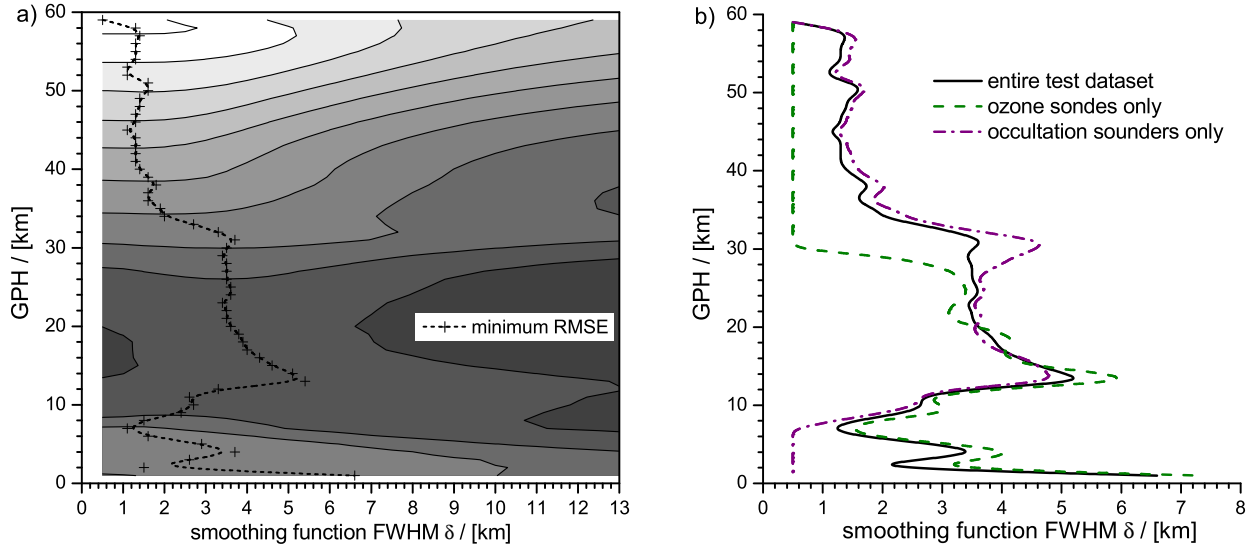 a)
60
50
40
30
20
10
0
GPH / [km]
minimum RMSE
0 1 2 3 4 5 6 7 8 9 10 11 12 13
smoothing function FWHM δ / [km]
b)
60
50
40
30
20
10
0
GPH / [km]
entire test dataset
ozone sondes only
occultation sounders only
0 1 2 3 4 5 6 7 8
smoothing function FWHM δ / [km]